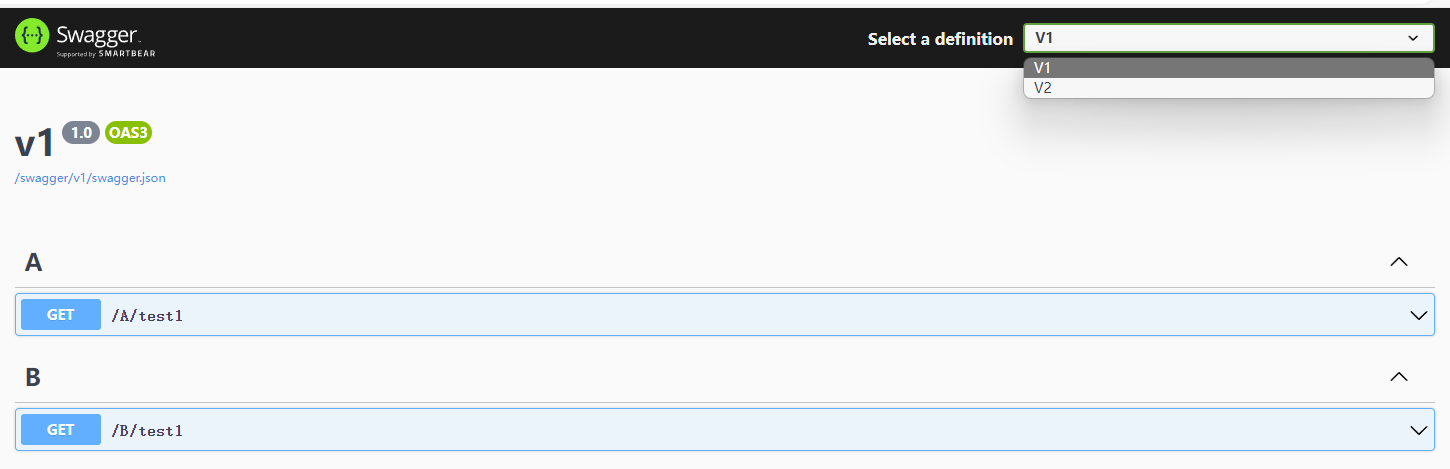 Swagger
Supported by SMARTBEAR
Select a definition
V1
V1
V2
v1 1.0 OAS3
/swagger/v1/swagger.json
A
GET /A/test1
B
GET /B/test1